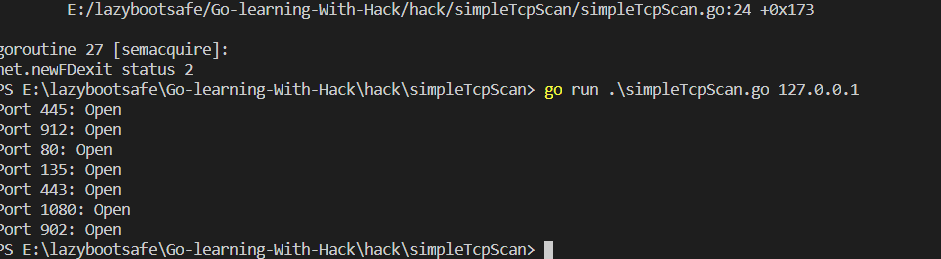 E:/lazybootsafe/Go-learning-With-Hack/hack/simpleTcpScan/simpleTcpScan.go:24 +0x173
goroutine 27 [semacquire]:
net.newFDexit status 2
PS E:\lazybootsafe\Go-learning-With-Hack\hack\simpleTcpScan> go run .\simpleTcpScan.go 127.0.0.1
Port 445: Open
Port 912: Open
Port 80: Open
Port 135: Open
Port 443: Open
Port 1080: Open
Port 902: Open
PS E:\lazybootsafe\Go-learning-With-Hack\hack\simpleTcpScan>